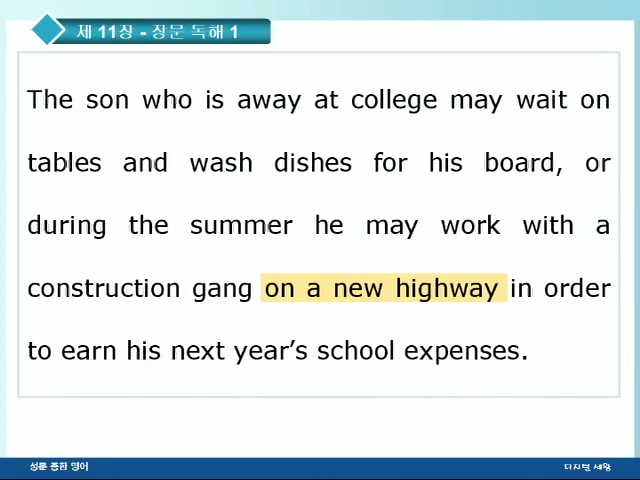 제 11장 - 장문 독해 1
The son who is away at college may wait on
tables and wash dishes for his board, or
during the summer he may work with a
construction gang on a new highway in order
to earn his next year's school expenses.
성문 종합 영어
디지털 세왕